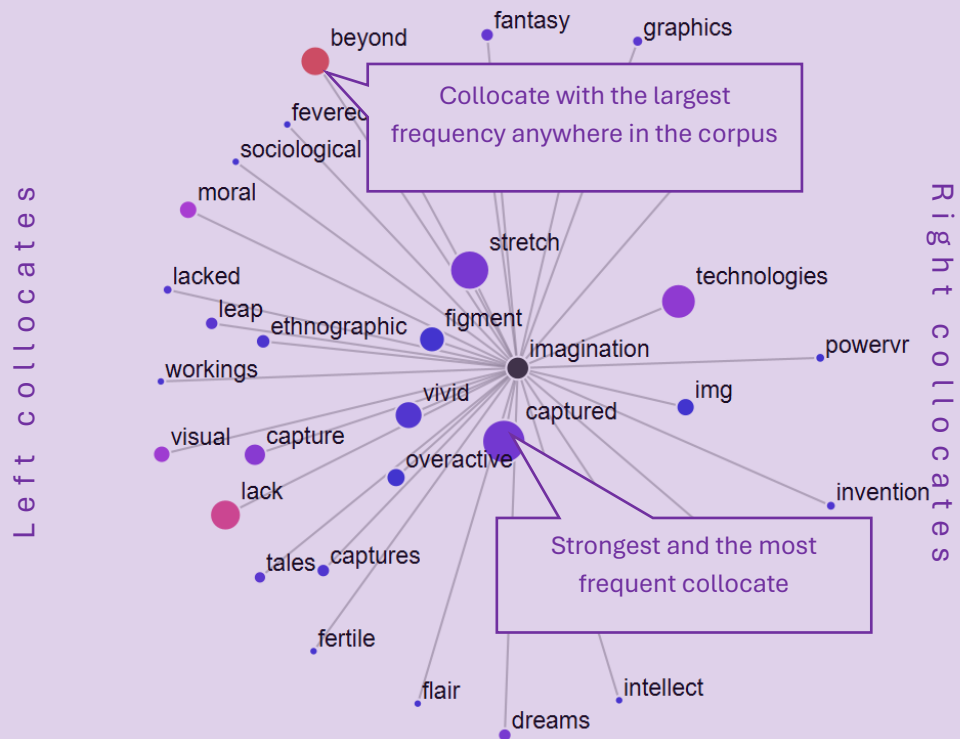 fantasy
graphics
beyond
Collocate with the largest
frequency anywhere in the corpus
fevered
sociological
moral
Left collocates
Right collocates
stretch
technologies
lacked
leap
ethnographic
figment
imagination
powervr
workings
vivid
img
captured
visual
capture
overactive
lack
invention
Strongest and the most
frequent collocate
tales
captures
fertile
flair
intellect
dreams